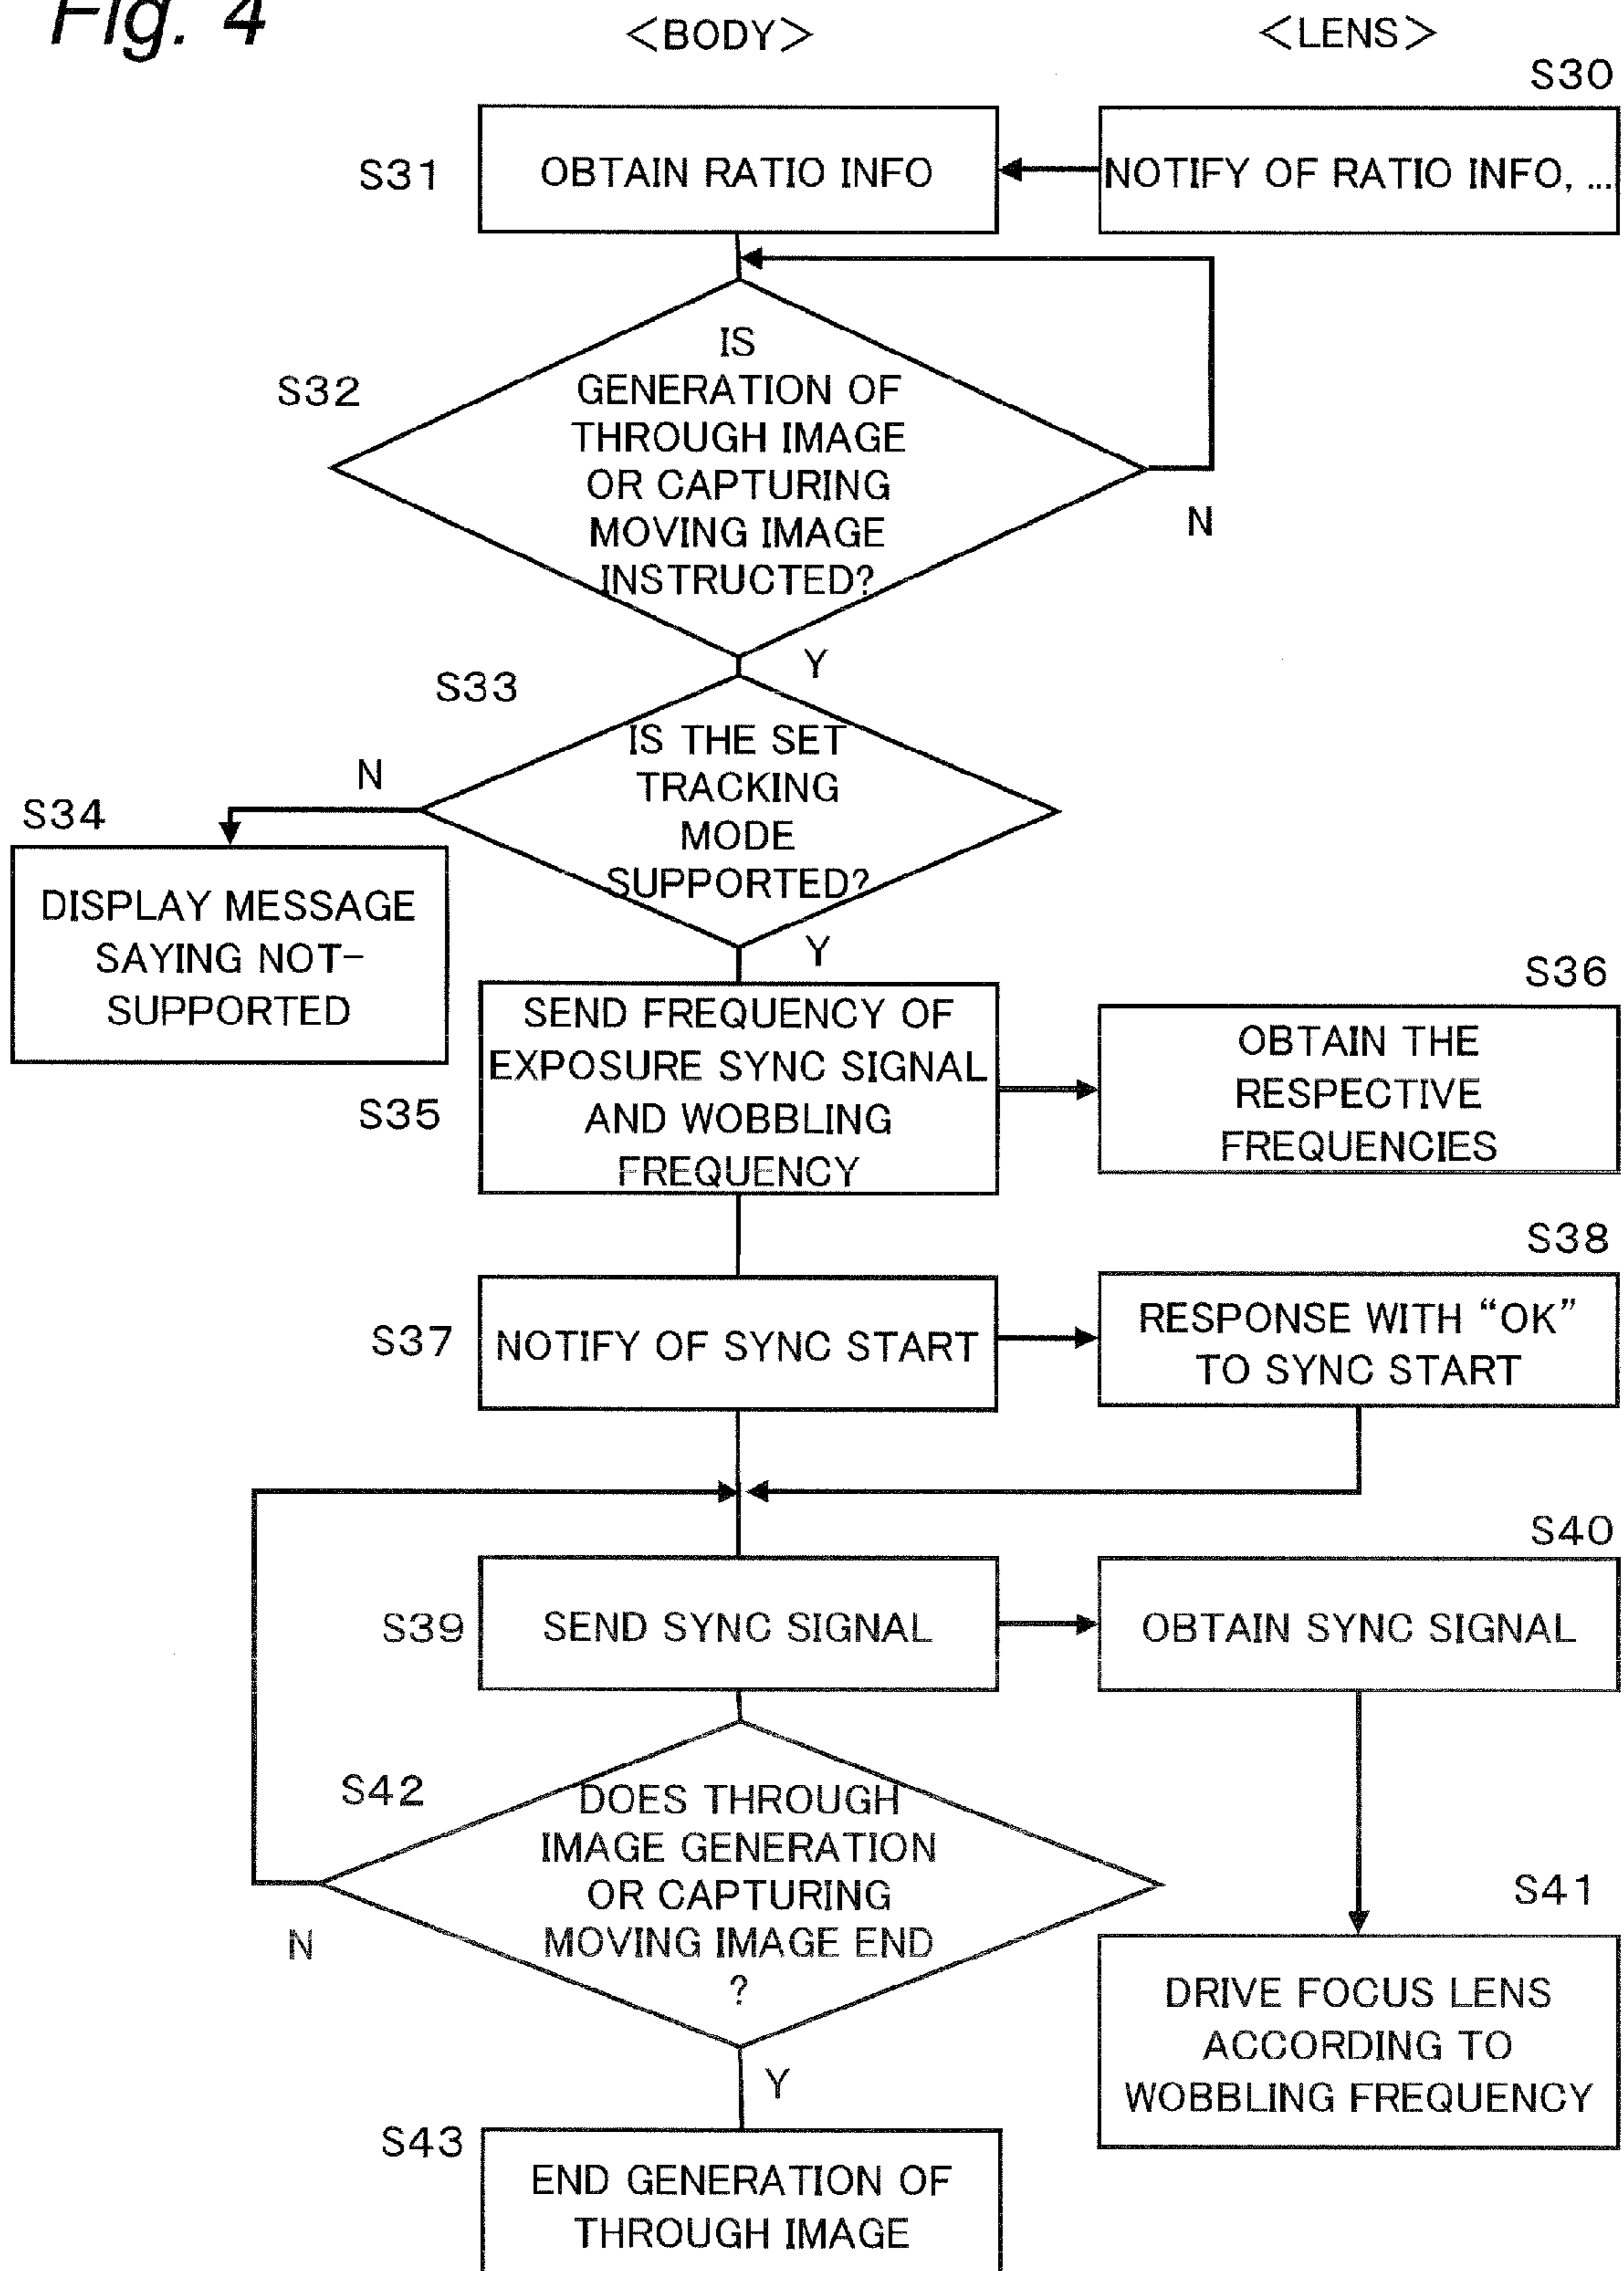 Fig. 4
<BODY>
<LENS>
S30
S31
OBTAIN RATIO INFO
NOTIFY OF RATIO INFO, ...
S32
IS
GENERATION OF
THROUGH IMAGE
OR CAPTURING
MOVING IMAGE
INSTRUCTED?
N
Y
S33
IS THE SET
TRACKING
MODE
SUPPORTED?
N
S34
DISPLAY MESSAGE
SAYING NOT-
SUPPORTED
Y
S35
SEND FREQUENCY OF
EXPOSURE SYNC SIGNAL
AND WOBBLING
FREQUENCY
S36
OBTAIN THE
RESPECTIVE
FREQUENCIES
S37
NOTIFY OF SYNC START
S38
RESPONSE WITH “OK”
TO SYNC START
S39
SEND SYNC SIGNAL
S40
OBTAIN SYNC SIGNAL
S42
DOES THROUGH
IMAGE GENERATION
OR CAPTURING
MOVING IMAGE END
?
N
Y
S41
DRIVE FOCUS LENS
ACCORDING TO
WOBBLING FREQUENCY
S43
END GENERATION OF
THROUGH IMAGE